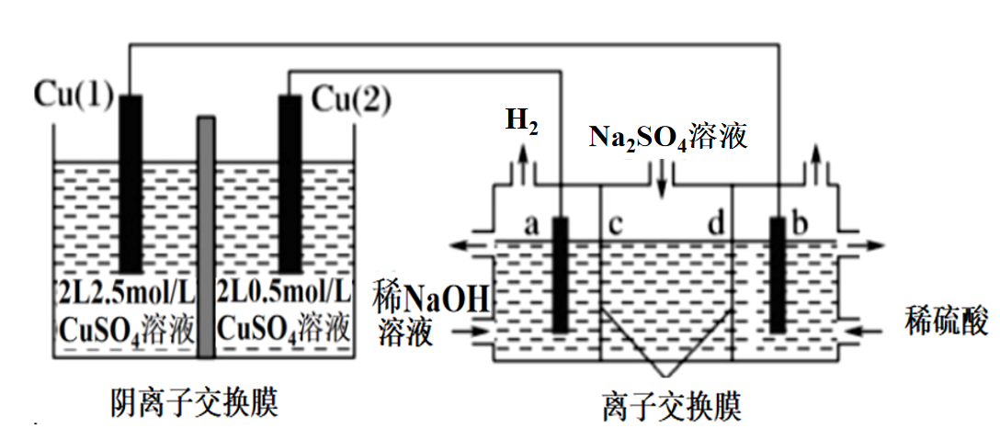 Cu(1)
Cu(2)
H₂
Na₂SO₄溶液
a
c
d
b
2L2.5mol/L
CuSO₄溶液
2L0.5mol/L
CuSO₄溶液
稀NaOH
溶液
稀硫酸
阴离子交换膜
离子交换膜